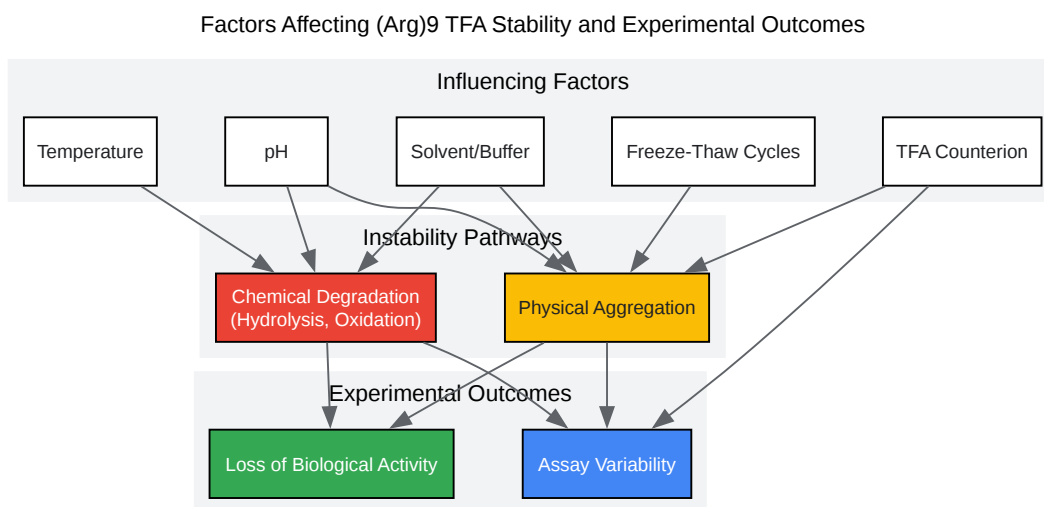 Factors Affecting (Arg)9 TFA Stability and Experimental Outcomes
Influencing Factors
Temperature
pH
Solvent/Buffer
Freeze-Thaw Cycles
TFA Counterion
Instability Pathways
Chemical Degradation
(Hydrolysis, Oxidation)
Physical Aggregation
Experimental Outcomes
Loss of Biological Activity
Assay Variability